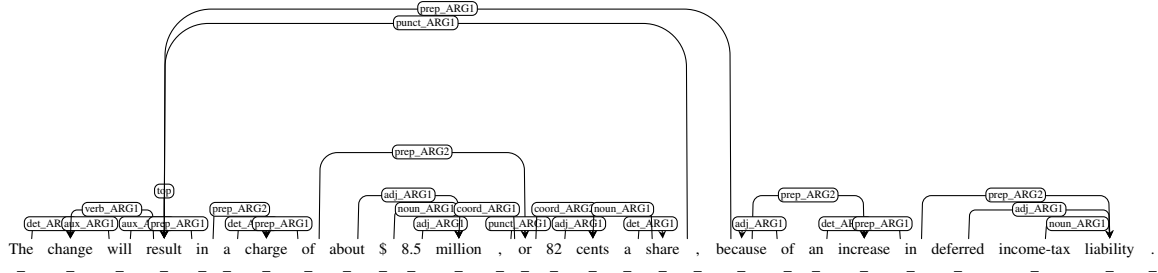 prep_ARG1
punct_ARG1
prep_ARG2
top
adj_ARG1 prep_ARG2 prep_ARG2
verb_ARG1 prep_ARG2 noun_ARG1 coord_ARG1 coord_ARG2 noun_ARG1 adj_ARG1
aux_ARG1 prep_ARG1 prep_ARG1 adj_ARG1 punct_ARG1 adj_ARG1 det_ARG1 adj_ARG1 prep_ARG1 noun_ARG1
The change will result in a charge of about $ 8.5 million , or 82 cents a share , because of an increase in deferred income-tax liability .
_ _ _ _ _ _ _ _ _ _ _ _ _ _ _ _ _ _ _ _ _ _ _ _ _ _ _ _